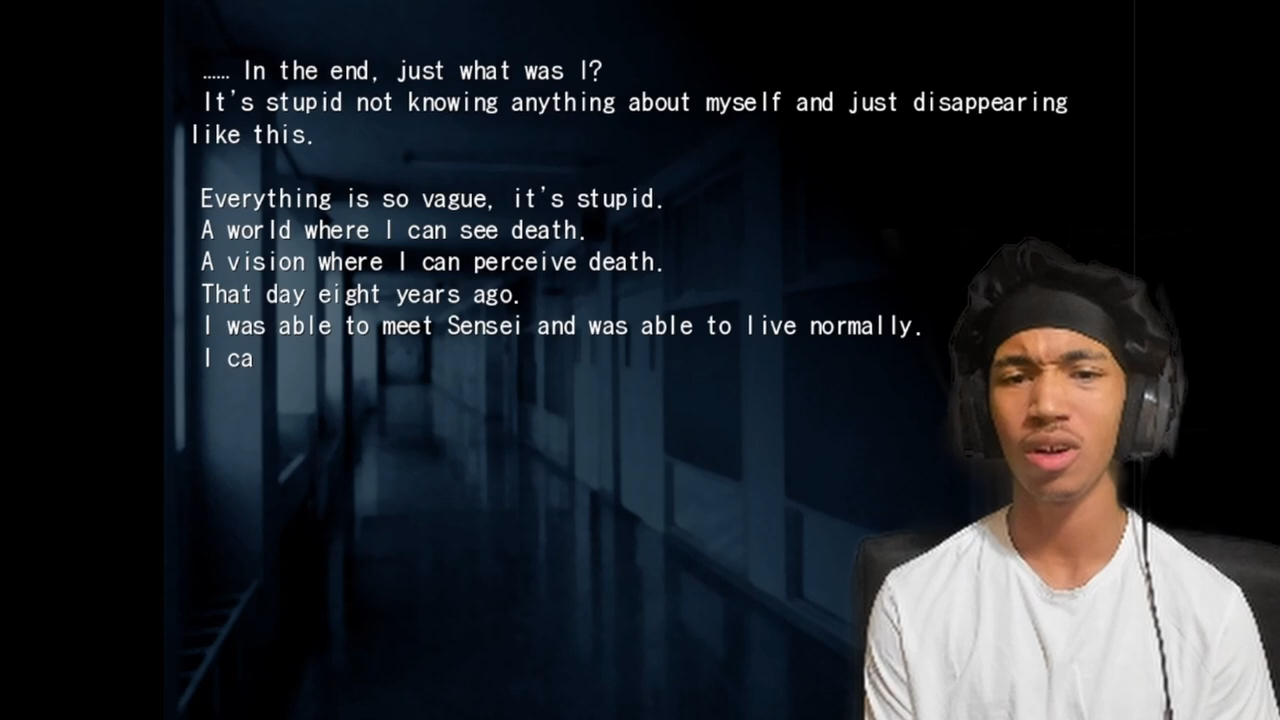 …… In the end, just what was I?
It's stupid not knowing anything about myself and just disappearing
like this.
Everything is so vague, it's stupid.
A world where I can see death.
A vision where I can perceive death.
That day eight years ago.
I was able to meet Sensei and was able to live normally.
I ca